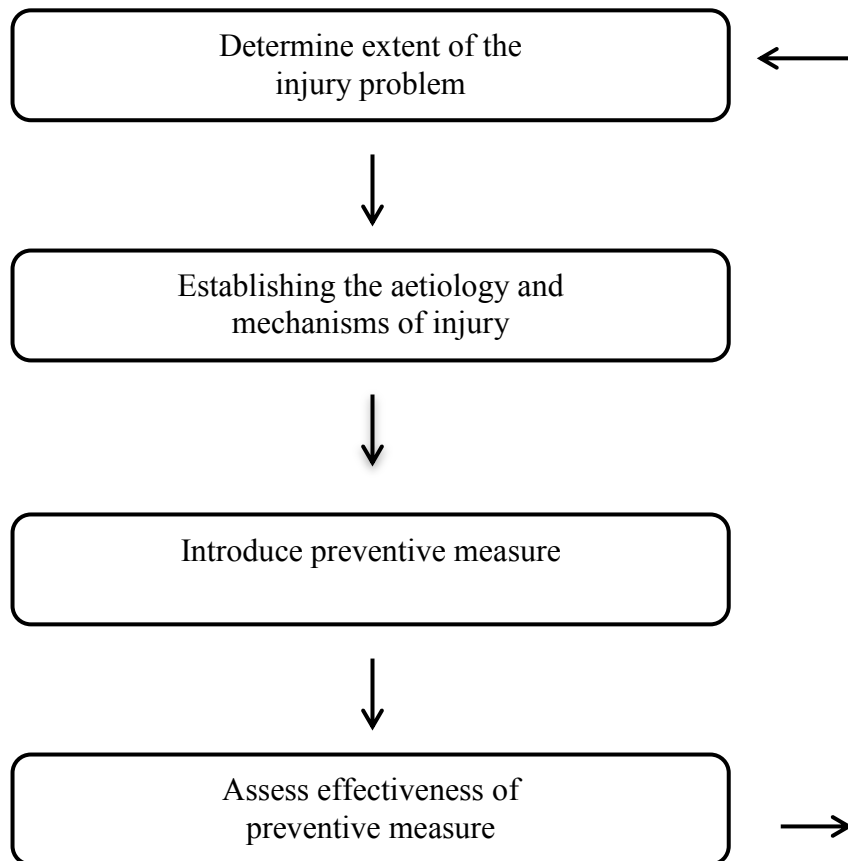 Determine extent of the
injury problem
Establishing the aetiology and
mechanisms of injury
Introduce preventive measure
Assess effectiveness of
preventive measure